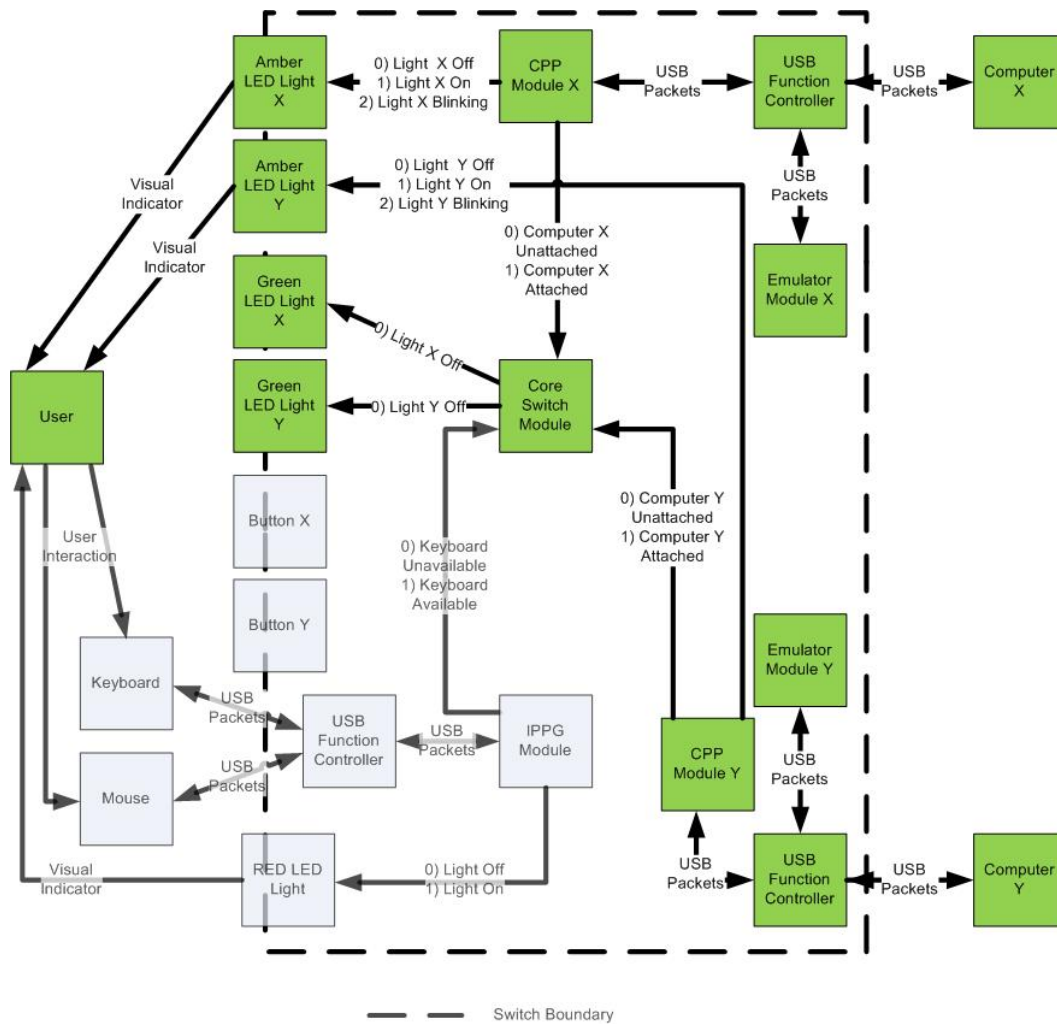 Amber
LED Light
X
0) Light X Off
1) Light X On
2) Light X Blinking
CPP
Module X
USB
Packets
USB
Function
Controller
USB
Packets
Computer
X
Amber
LED Light
Y
0) Light Y Off
1) Light Y On
2) Light Y Blinking
USB
Packets
Visual
Indicator
Visual
Indicator
0) Computer X
Unattached
1) Computer X
Attached
Emulator
Module X
Green
LED Light
X
0) Light X Off
User
Green
LED Light
Y
0) Light Y Off
Core
Switch
Module
Button X
User
Interaction
0) Keyboard
Unavailable
1) Keyboard
Available
0) Computer Y
Unattached
1) Computer Y
Attached
Button Y
Keyboard
USB
Packets
Emulator
Module Y
USB
Function
Controller
USB
Packets
IPPG
Module
CPP
Module Y
USB
Packets
Mouse
USB
Packets
Visual
Indicator
RED LED
Light
0) Light Off
1) Light On
USB
Packets
USB
Function
Controller
USB
Packets
Computer
Y
Switch Boundary